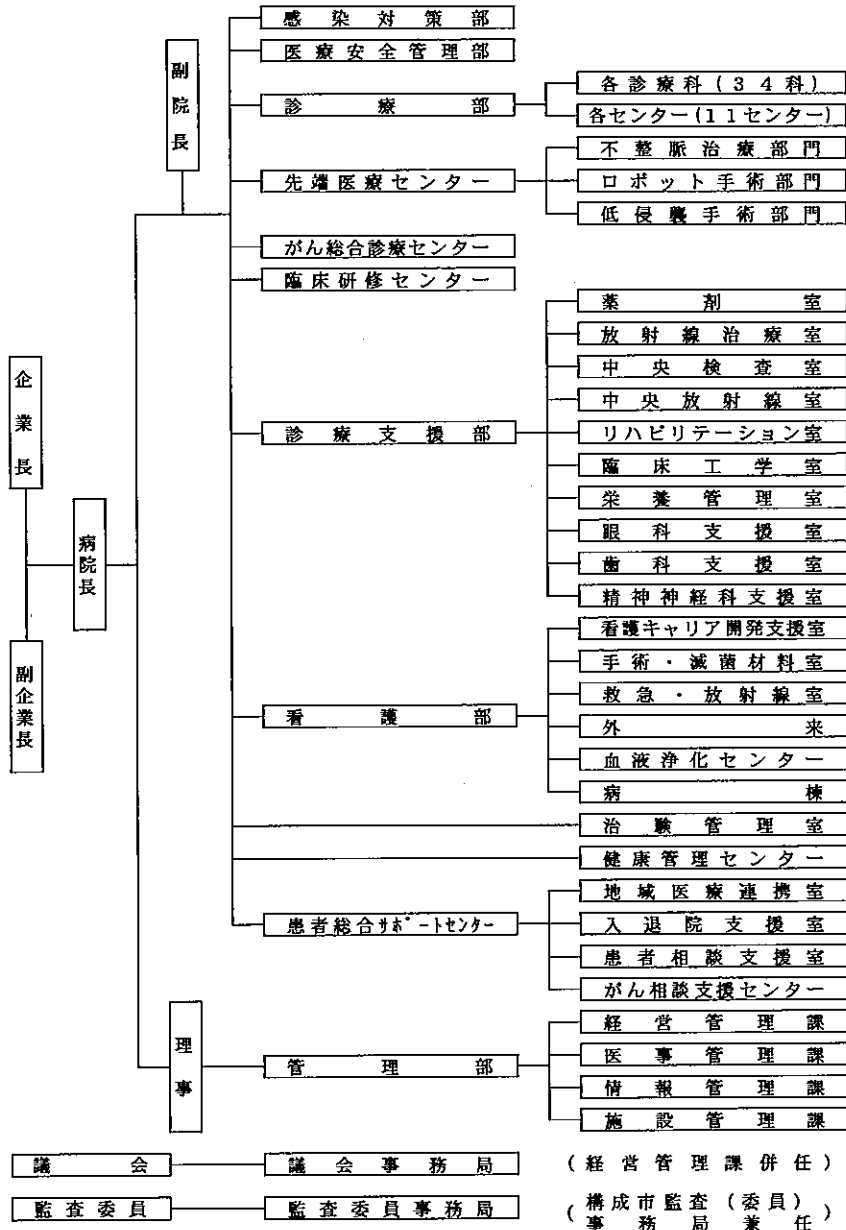 感染対策部
医療安全管理部
副院長
診療部
各診療科(34科)
各センター(11センター)
先端医療センター
不整脈治療部門
ロボット手術部門
低侵襲手術部門
がん総合診療センター
臨床研修センター
企業長
副企業長
病院長
診療支援部
薬剤室
放射線治療室
中央検査室
中央放射線室
リハビリテーション室
臨床工学室
栄養管理室
眼科支援室
歯科支援室
精神神経科支援室
看護部
看護キャリア開発支援室
手術・滅菌材料室
救急・放射線室
外来
血液浄化センター
病棟
治験管理室
健康管理センター
患者総合サポートセンター
地域医療連携室
入退院支援室
患者相談支援室
がん相談支援センター
理事
管理部
経営管理課
医事管理課
情報管理課
施設管理課
議会
議会事務局
(経営管理課併任)
監査委員
監査委員事務局
(構成市監査(委員)
事務局兼任)